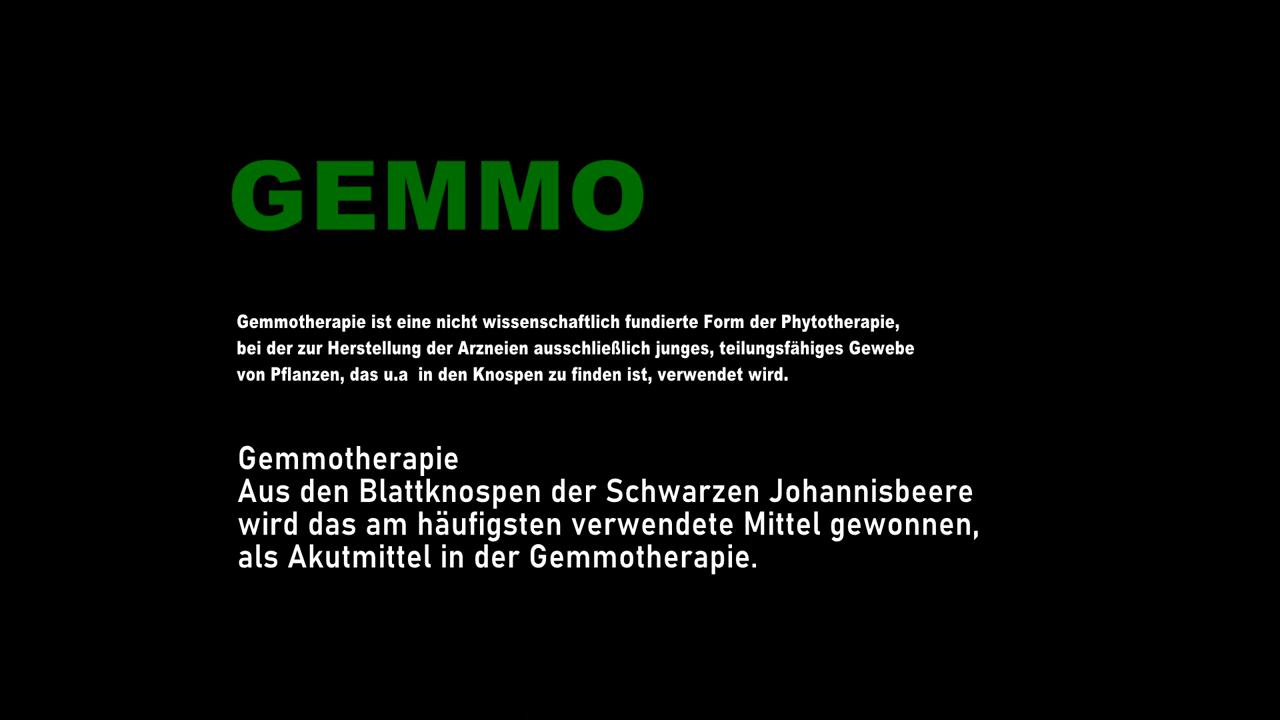 GEMMO
Gemmotherapie ist eine nicht wissenschaftlich fundierte Form der Phytotherapie,
bei der zur Herstellung der Arzneien ausschließlich junges, teilungsfähiges Gewebe
von Pflanzen, das u.a  in den Knospen zu finden ist, verwendet wird.
Gemmotherapie
Aus den Blattknospen der Schwarzen Johannisbeere
wird das am häufigsten verwendete Mittel gewonnen,
als Akutmittel in der Gemmotherapie.